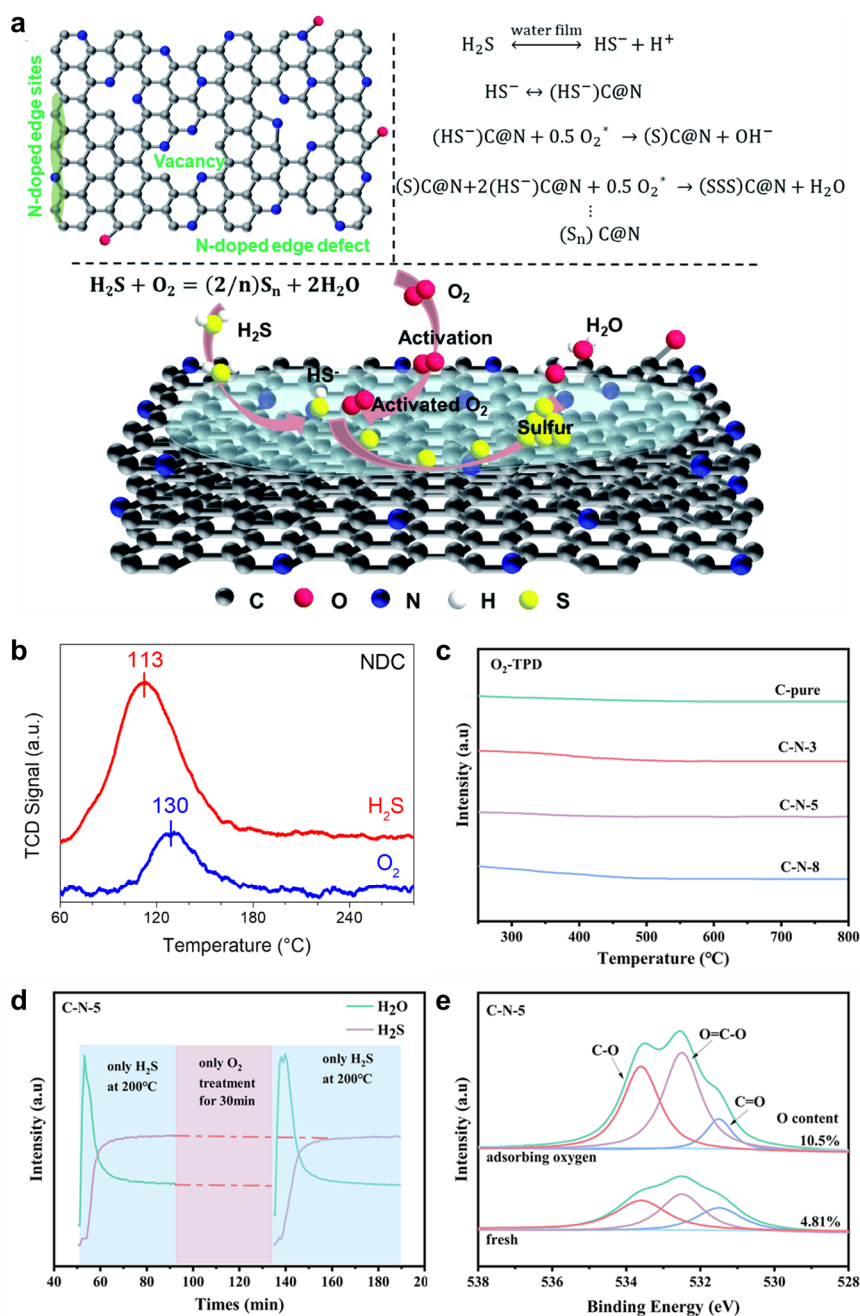 a
N-doped edge sites
Vacancy
N-doped edge defect
H₂S ⟷ HS⁻ + H⁺
water film
HS⁻ ↔ (HS⁻)C@N
(HS⁻)C@N + 0.5 O₂* → (S)C@N + OH⁻
(S)C@N+2(HS⁻)C@N + 0.5 O₂* → (SSS)C@N + H₂O
⋮
(Sₙ) C@N
H₂S + O₂ = (2/n)Sₙ + 2H₂O
O₂
H₂S
H₂O
Activation
HS⁻
Activated O₂
Sulfur
C O N H S
b
113
NDC
H₂S
130
O₂
TCD Signal (a.u.)
60 120 180 240
Temperature (°C)
c
O₂-TPD
C-pure
C-N-3
C-N-5
C-N-8
Intensity (a.u)
300 400 500 600 700 800
Temperature (°C)
d
C-N-5
H₂O
H₂S
only H₂S
at 200°C
only O₂
treatment
for 30min
only H₂S
at 200°C
Intensity (a.u)
40 60 80 100 120 140 160 180 20
Times (min)
e
C-N-5
O=C-O
C-O
C=O
O content
10.5%
adsorbing oxygen
4.81%
fresh
Intensity (a.u)
538 536 534 532 530 528
Binding Energy (eV)